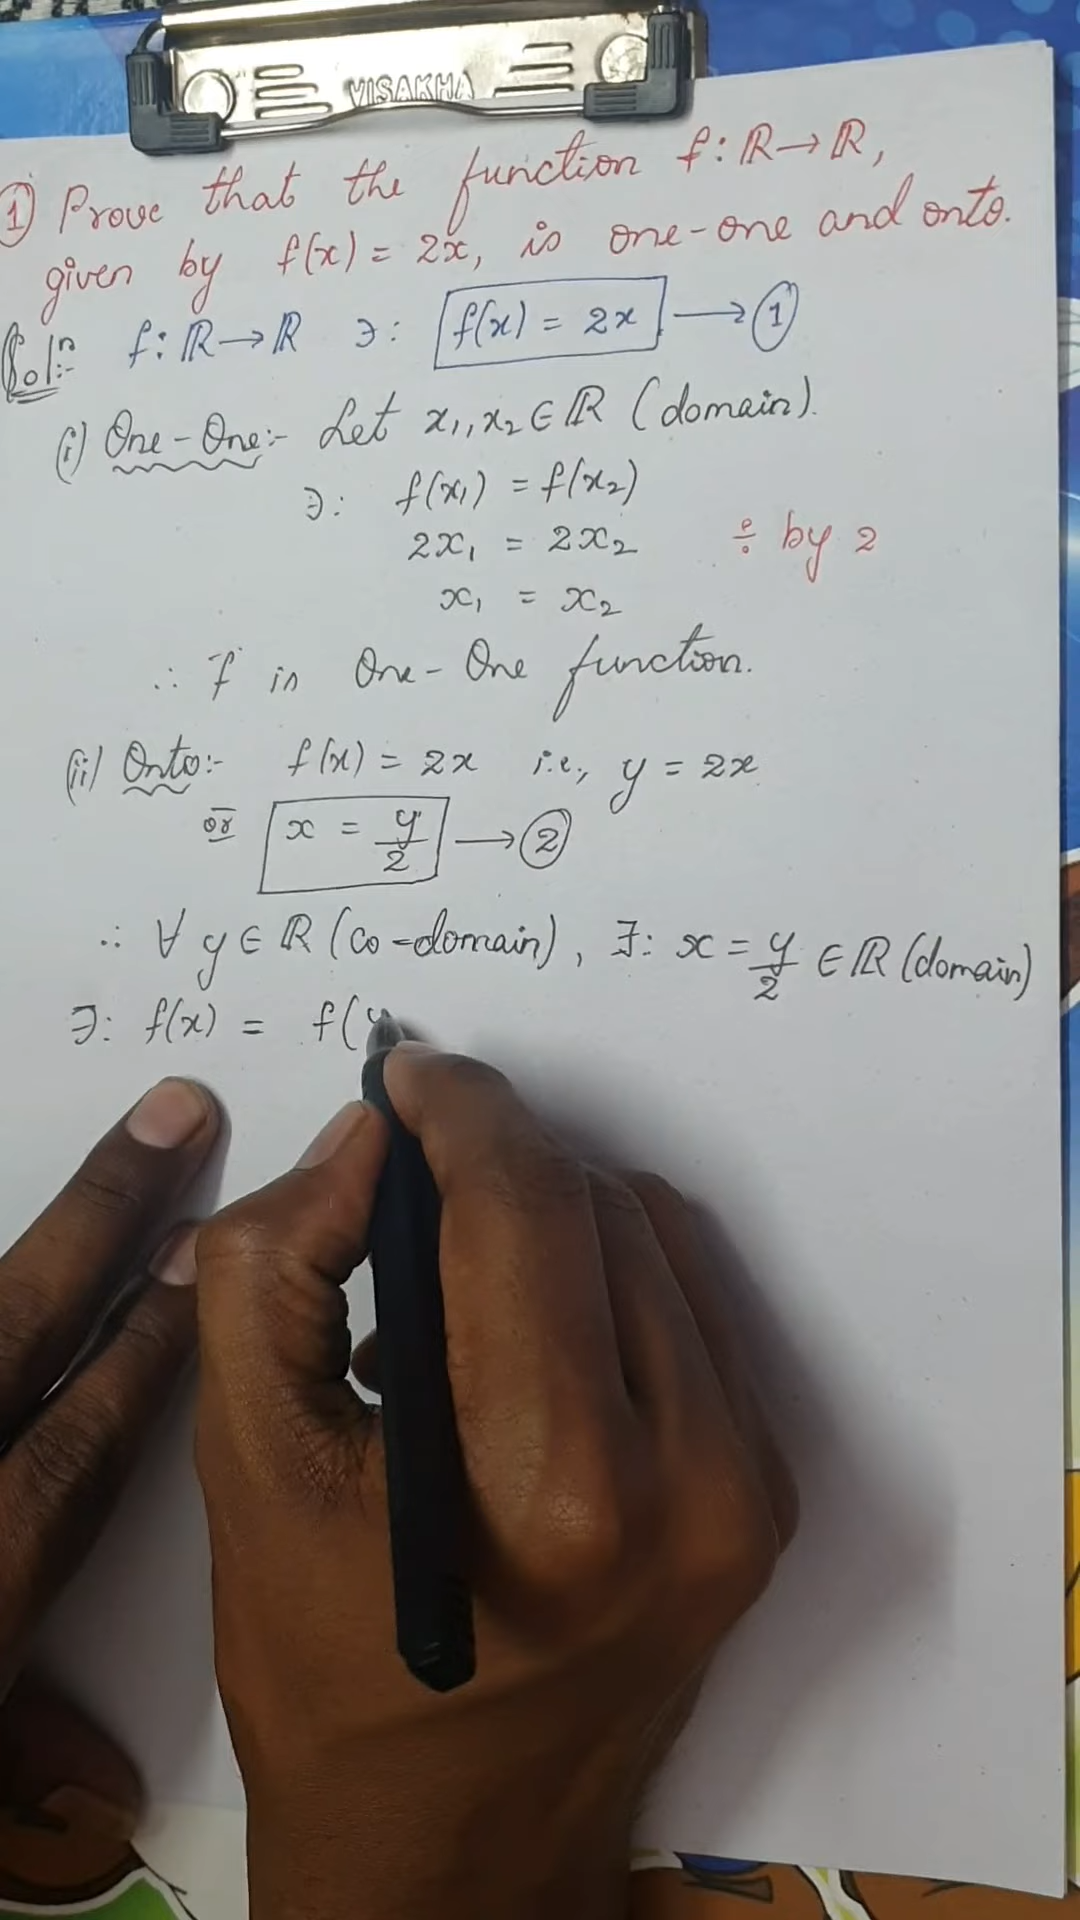 VISAKHA
① Prove that the function f: ℝ→ℝ,
given by f(x) = 2x, is one-one and onto.
Solⁿ:- f: ℝ→ℝ ∋: f(x) = 2x → ①
(i) One-One:- Let x₁, x₂ ∈ ℝ (domain).
∋: f(x₁) = f(x₂)
2x₁ = 2x₂ ÷ by 2
x₁ = x₂
∴ f is One-One function.
(ii) Onto:- f(x) = 2x i.e., y = 2x
or x = y/2 → ②
∴ ∀ y ∈ ℝ (co-domain), ∃: x = y/2 ∈ ℝ (domain)
∋: f(x) = f(y